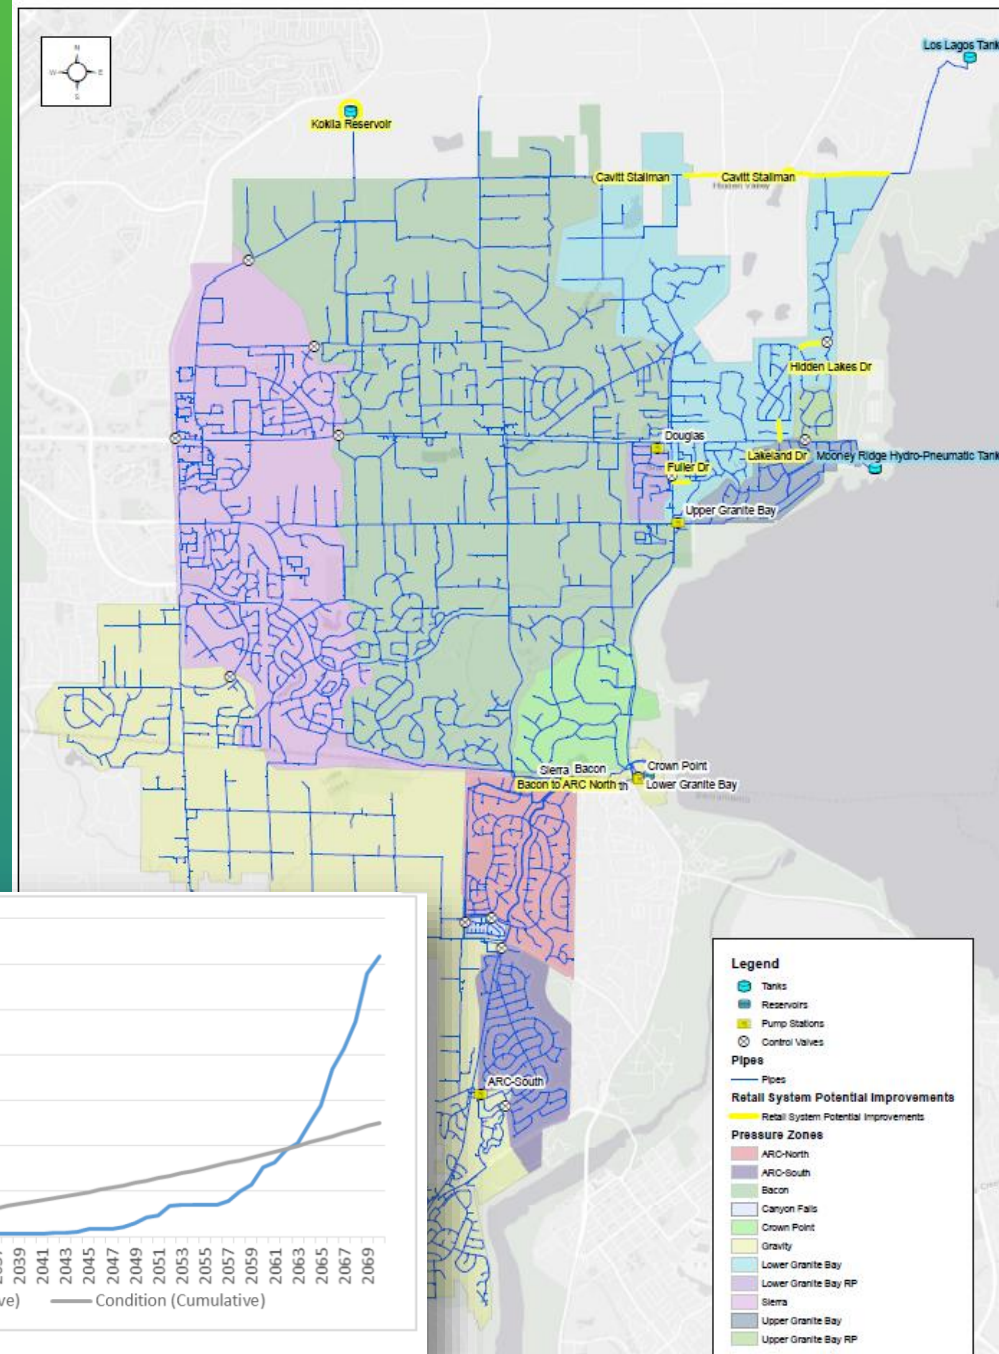 N
W
E
S
Los Lagos Tank
Kokila Reservoir
Cavitt Stallman
Cavitt Stallman
Hidden Valley
Hidden Lakes Dr
Douglas
Fuller Dr
Lakeland Dr
Mooney Ridge Hydro-Pneumatic Tank
Upper Granite Bay
Sierra
Bacon
Crown Point
Bacon to ARC North
th
Lower Granite Bay
ARC-South
Legend
Tanks
Reservoirs
Pump Stations
Control Valves
Pipes
Pipes
Retail System Potential Improvements
Retail System Potential Improvements
Pressure Zones
ARC-North
ARC-South
Bacon
Canyon Falls
Crown Point
Gravity
Lower Granite Bay
Lower Granite Bay RP
Sierra
Upper Granite Bay
Upper Granite Bay RP
2039
2041
2043
2045
2047
2049
2051
2053
2055
2057
2059
2061
2063
2065
2067
2069
ve)
Condition (Cumulative)